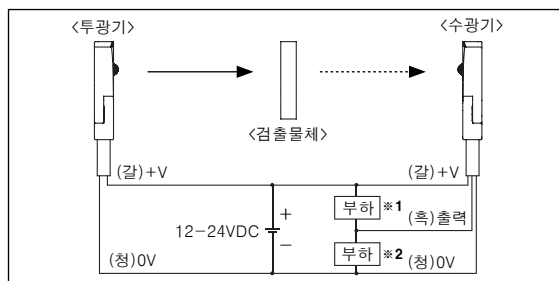 <투광기>
<수광기>
<검출물체>
(갈)+V
(갈)+V
부하 ※1
(흑)출력
12-24VDC
+
-
부하 ※2
(청)0V
(청)0V